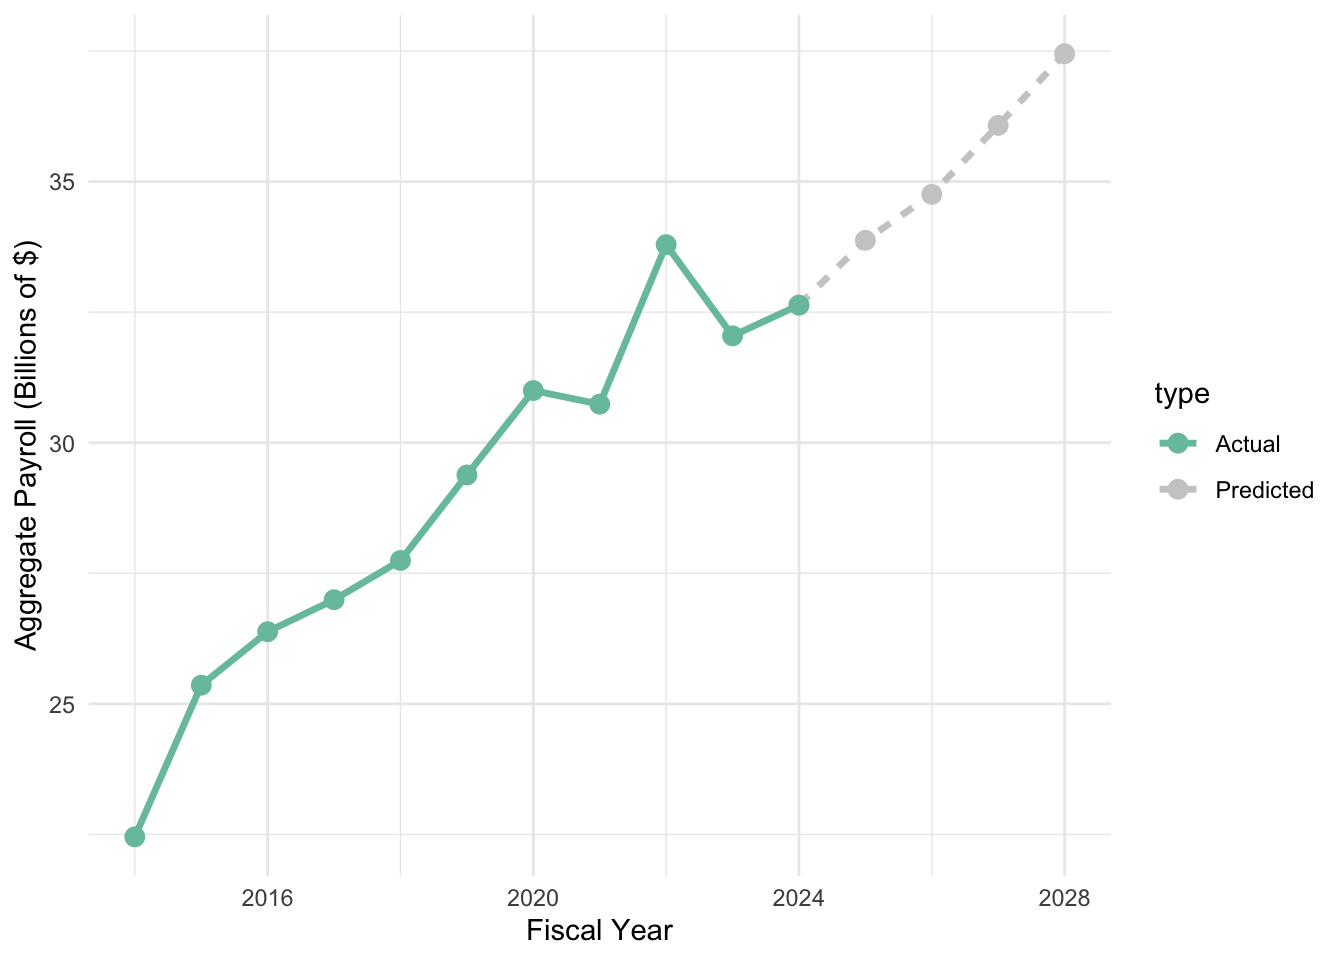 Aggregate Payroll (Billions of $)
35
30
25
2016
2020
2024
2028
Fiscal Year
type
Actual
Predicted